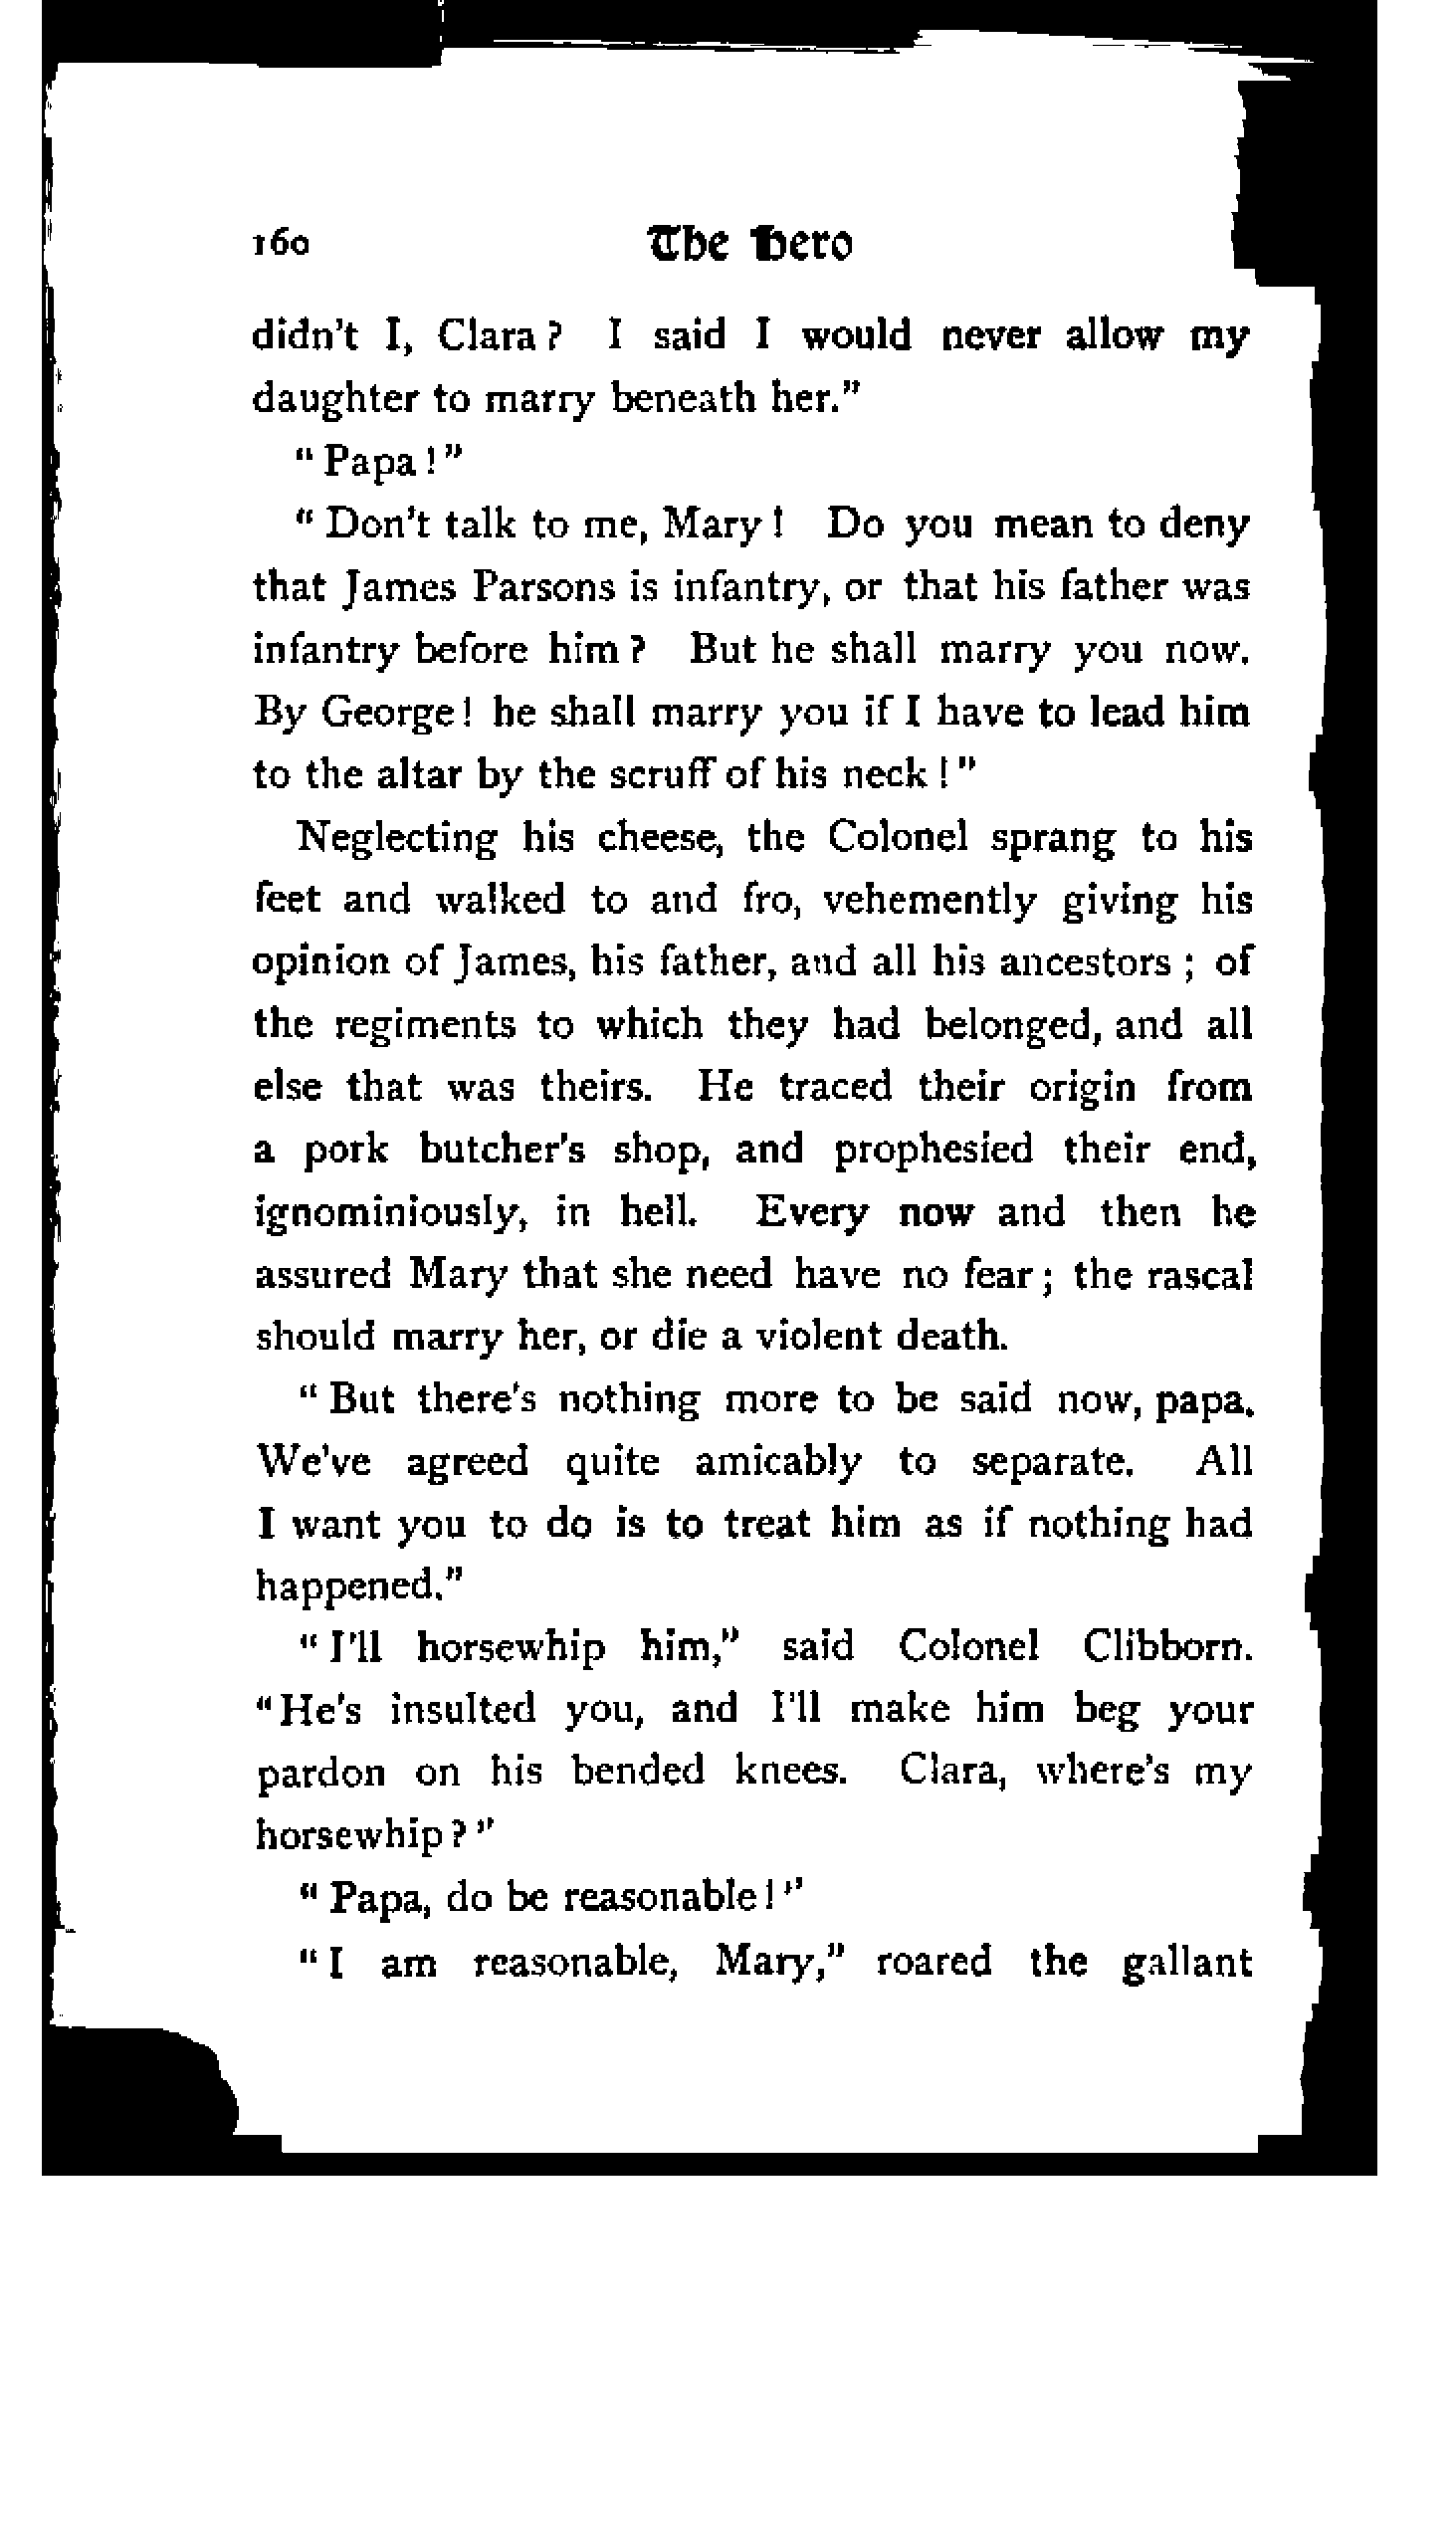 160 The Hero
didn't I, Clara? I said I would never allow my
daughter to marry beneath her."
"Papa!"
"Don't talk to me, Mary! Do you mean to deny
that James Parsons is infantry, or that his father was
infantry before him? But he shall marry you now.
By George! he shall marry you if I have to lead him
to the altar by the scruff of his neck!"
Neglecting his cheese, the Colonel sprang to his
feet and walked to and fro, vehemently giving his
opinion of James, his father, and all his ancestors; of
the regiments to which they had belonged, and all
else that was theirs. He traced their origin from
a pork butcher's shop, and prophesied their end,
ignominiously, in hell. Every now and then he
assured Mary that she need have no fear; the rascal
should marry her, or die a violent death.
"But there's nothing more to be said now, papa.
We've agreed quite amicably to separate. All
I want you to do is to treat him as if nothing had
happened."
"I'll horsewhip him," said Colonel Clibborn.
"He's insulted you, and I'll make him beg your
pardon on his bended knees. Clara, where's my
horsewhip?"
"Papa, do be reasonable!"
"I am reasonable, Mary," roared the gallant